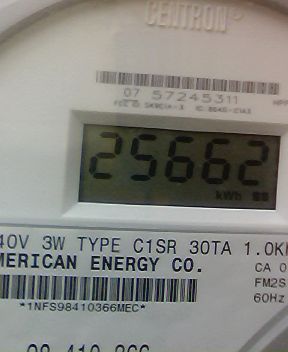 CENTRON®
07 57245311
25662
kWh
40V 3W TYPE C1SR 30TA 1.0K
MERICAN ENERGY CO.
CA 0
FM2S
60Hz
*1NFS98410366MEC*